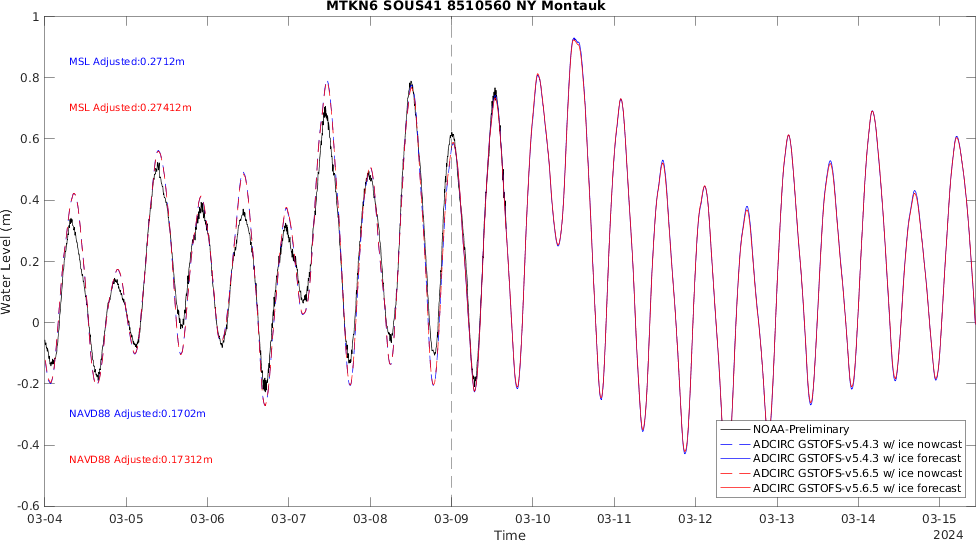 MTKN6 SOUS41 8510560 NY Montauk
1
0.8
0.6
0.4
0.2
0
-0.2
-0.4
-0.6
Water Level (m)
MSL Adjusted:0.2712m
MSL Adjusted:0.27412m
NAVD88 Adjusted:0.1702m
NAVD88 Adjusted:0.17312m
NOAA-Preliminary
ADCIRC GSTOFS-v5.4.3 w/ ice nowcast
ADCIRC GSTOFS-v5.4.3 w/ ice forecast
ADCIRC GSTOFS-v5.6.5 w/ ice nowcast
ADCIRC GSTOFS-v5.6.5 w/ ice forecast
03-04 03-05 03-06 03-07 03-08 03-09 03-10 03-11 03-12 03-13 03-14 03-15
Time
2024